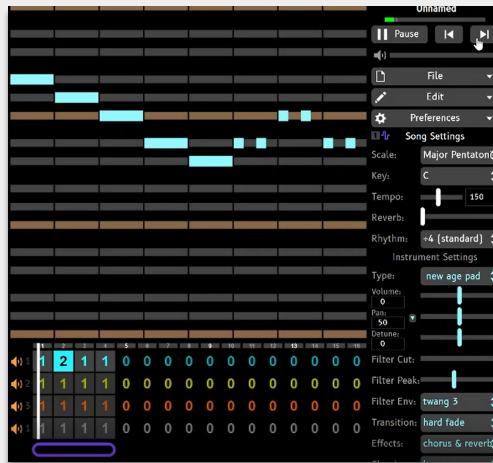 Unnamed
Pause
File
Edit
Preferences
Song Settings
Scale: Major Pentaton
Key: C
Tempo: 150
Reverb:
Rhythm: ÷4 (standard)
Instrument Settings
Type: new age pad
Volume:
0
Pan:
50
Detune:
0
Filter Cut:
Filter Peak:
Filter Env: twang 3
Transition: hard fade
Effects: chorus & reverb
1 2 3 4 5 6 7 8 9 10 11 12 13 14 15 16
1 1 2 1 1 0 0 0 0 0 0 0 0 0 0 0 0
2 1 1 1 1 0 0 0 0 0 0 0 0 0 0 0 0
1 1 1 1 0 0 0 0 0 0 0 0 0 0 0 0
1 1 1 1 0 0 0 0 0 0 0 0 0 0 0 0